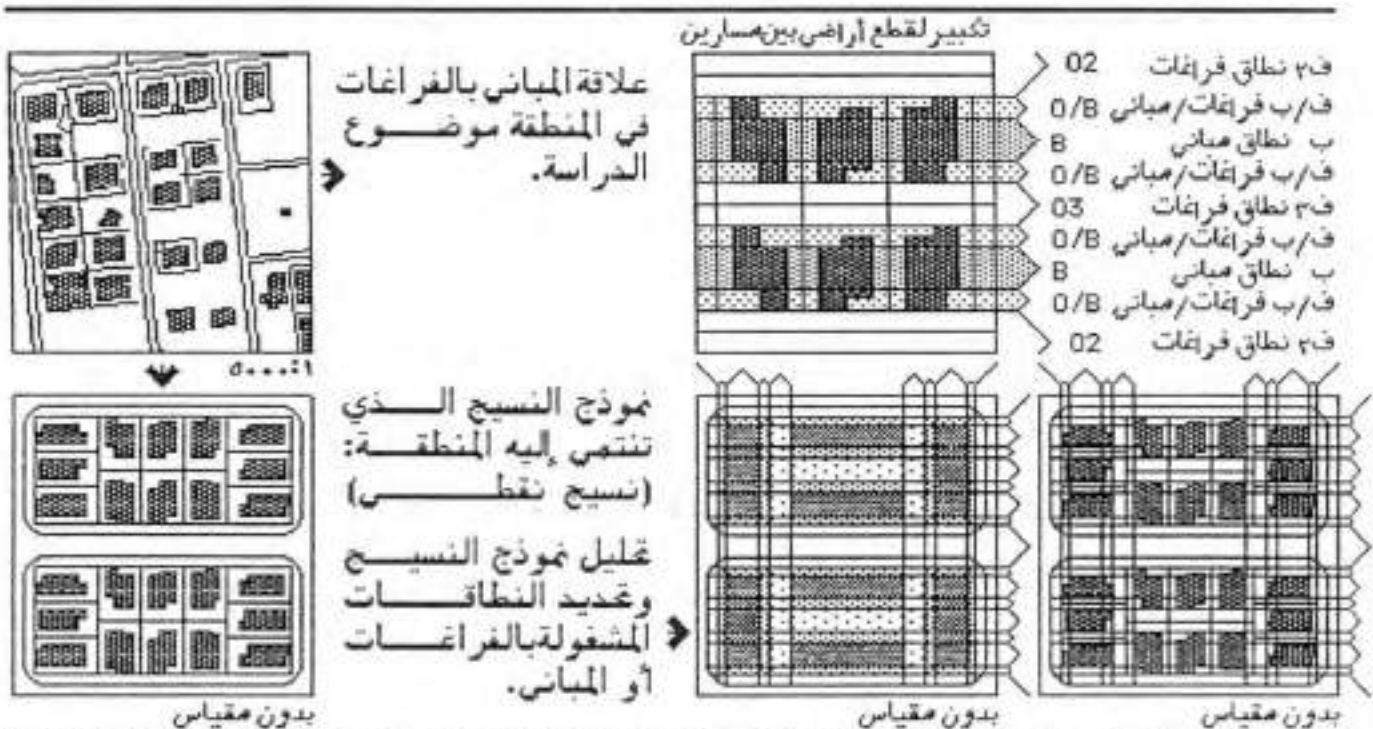 تكبير لقطع أراضي بين مسارين
ف٢ نطاق فراغات 02
ف/ب فراغات/مباني O/B
ب نطاق مباني B
ف/ب فراغات/مباني O/B
ف٣ نطاق فراغات 03
ف/ب فراغات/مباني O/B
ب نطاق مباني B
ف/ب فراغات/مباني O/B
ف٢ نطاق فراغات 02
علاقة المباني بالفراغات
في المنطقة موضوع
الدراسة.
٥٠٠٠:١
نموذج النسيج الذي
تنتمي إليه المنطقة:
(نسيج نقطي)
تحليل نموذج النسيج
وتحديد النطاقات
المشغولة بالفراغات
أو المباني.
بدون مقياس
بدون مقياس
بدون مقياس